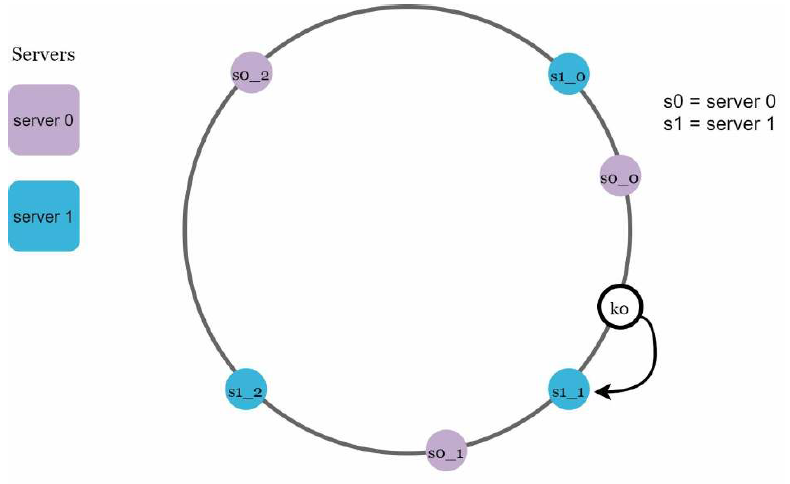 Servers
server 0
server 1
s0_2
s1_0
s0_0
k0
s1_1
s0_1
s1_2
s0 = server 0
s1 = server 1